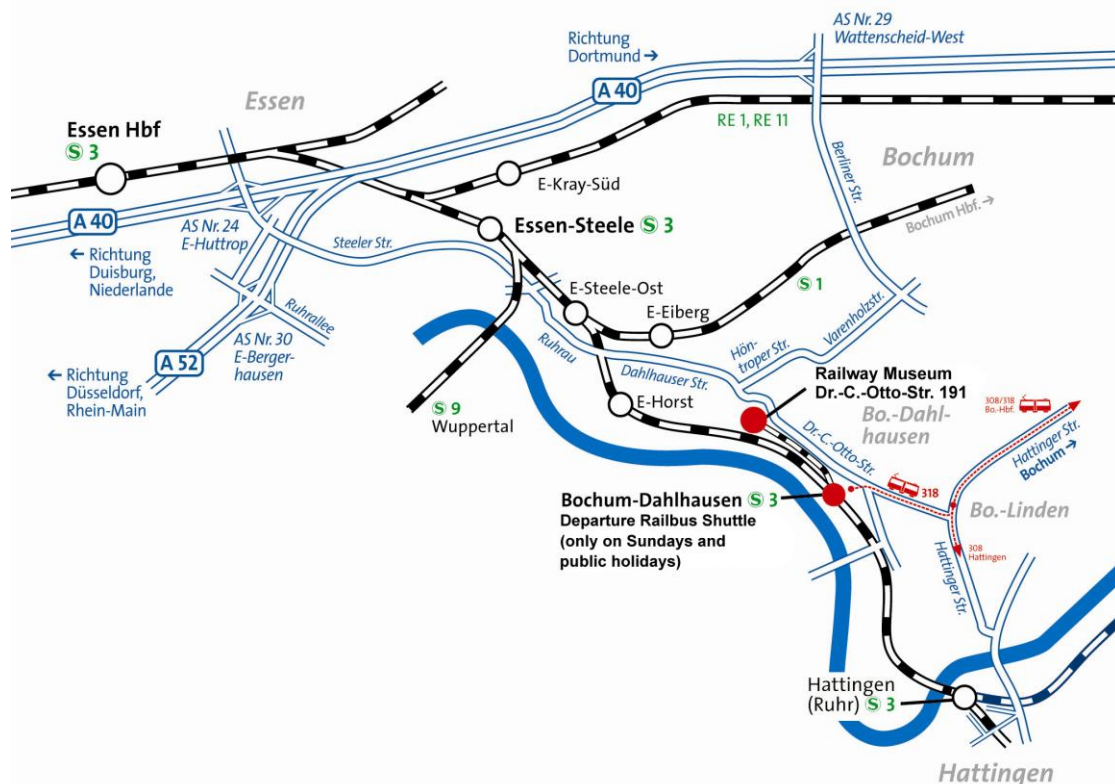 AS Nr. 29
Wattenscheid-West
Richtung
Dortmund →
A 40
Essen
Essen Hbf
S 3
RE 1, RE 11
E-Kray-Süd
Berliner Str.
Bochum
Bochum Hbf. →
A 40
AS Nr. 24
E-Huttrop
Steeler Str.
Essen-Steele S 3
← Richtung
Duisburg,
Niederlande
E-Steele-Ost
E-Eiberg
S 1
Ruhrallee
AS Nr. 30
E-Berger-
hausen
A 52
← Richtung
Düsseldorf,
Rhein-Main
Ruhrau
Dahlhauser Str.
Hön-
troper Str.
Varenholzstr.
Railway Museum
Dr.-C.-Otto-Str. 191
S 9
Wuppertal
E-Horst
Bo.-Dahl-
hausen
Dr.-C.-Otto-Str.
308/318
Bo.-Hbf.
Hattinger Str.
Bochum →
318
Bochum-Dahlhausen S 3
Departure Railbus Shuttle
(only on Sundays and
public holidays)
Bo.-Linden
308
Hattingen
Hattinger Str.
Hattingen
(Ruhr) S 3
Hattingen